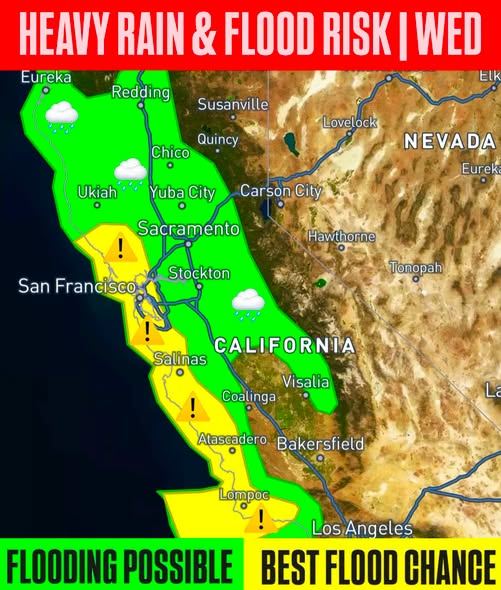 HEAVY RAIN & FLOOD RISK | WED
Eureka
Redding
Susanville
Elk
Lovelock
Quincy
NEVADA
Chico
Eureka
Ukiah
Yuba City
Carson City
Sacramento
Hawthorne
Tonopah
Stockton
San Francisco
CALIFORNIA
Salinas
Visalia
La
Coalinga
Atascadero
Bakersfield
Lompoc
Los Angeles
FLOODING POSSIBLE
BEST FLOOD CHANCE